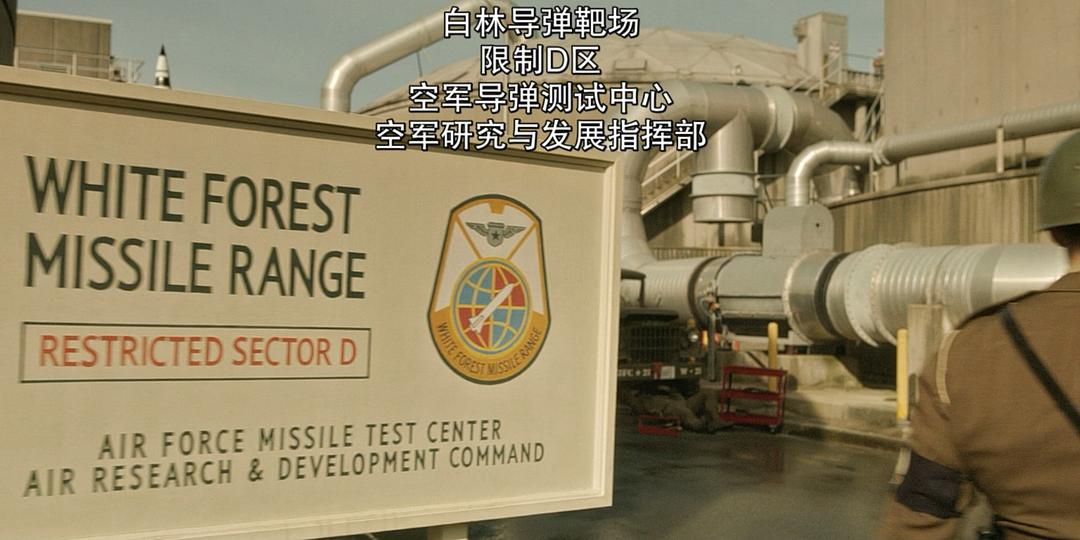 白林导弹靶场
限制D区
空军导弹测试中心
空军研究与发展指挥部
WHITE FOREST
MISSILE RANGE
RESTRICTED SECTOR D
AIR FORCE MISSILE TEST CENTER
AIR RESEARCH & DEVELOPMENT COMMAND
WHITE FOREST MISSILE RANGE